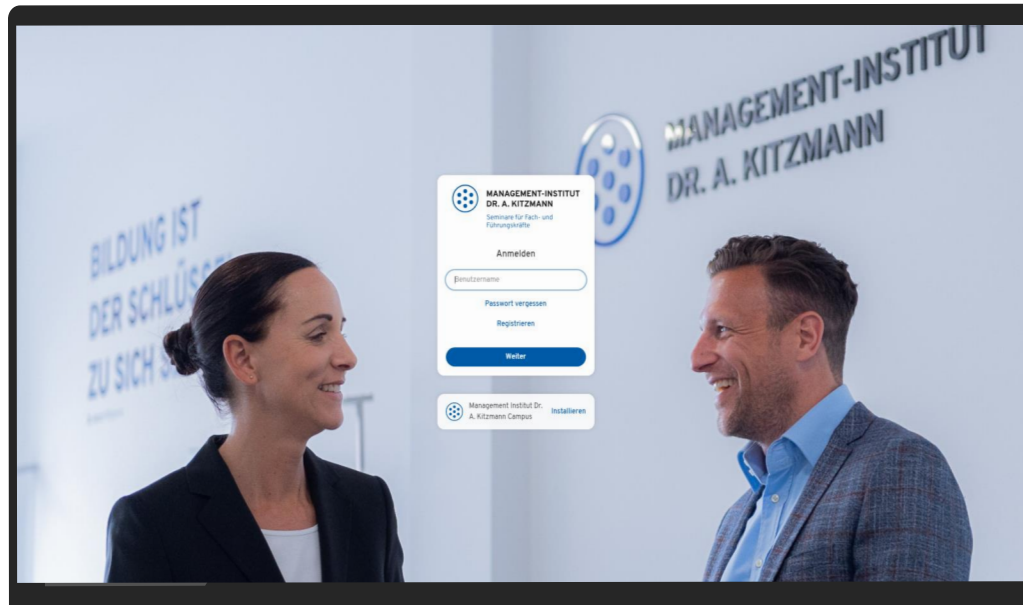 MANAGEMENT-INSTITUT
DR. A. KITZMANN
BILDUNG IST
DER SCHLÜSSEL
ZU SICH
MANAGEMENT-INSTITUT
DR. A. KITZMANN
Seminare für Fach- und
Führungskräfte
Anmelden
Benutzername
Passwort vergessen
Registrieren
Weiter
Management Institut Dr.
A. Kitzmann Campus
Installieren